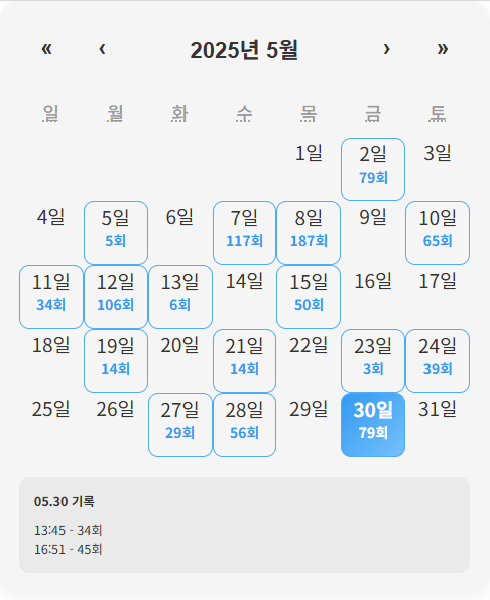 « ‹ 2025년 5월 › »
일 월 화 수 목 금 토
1일 2일 3일
79회
4일 5일 6일 7일 8일 9일 10일
5회 117회 187회 65회
11일 12일 13일 14일 15일 16일 17일
34회 106회 6회 50회
18일 19일 20일 21일 22일 23일 24일
14회 14회 3회 39회
25일 26일 27일 28일 29일 30일 31일
29회 56회 79회
05.30 기록
13:45 - 34회
16:51 - 45회